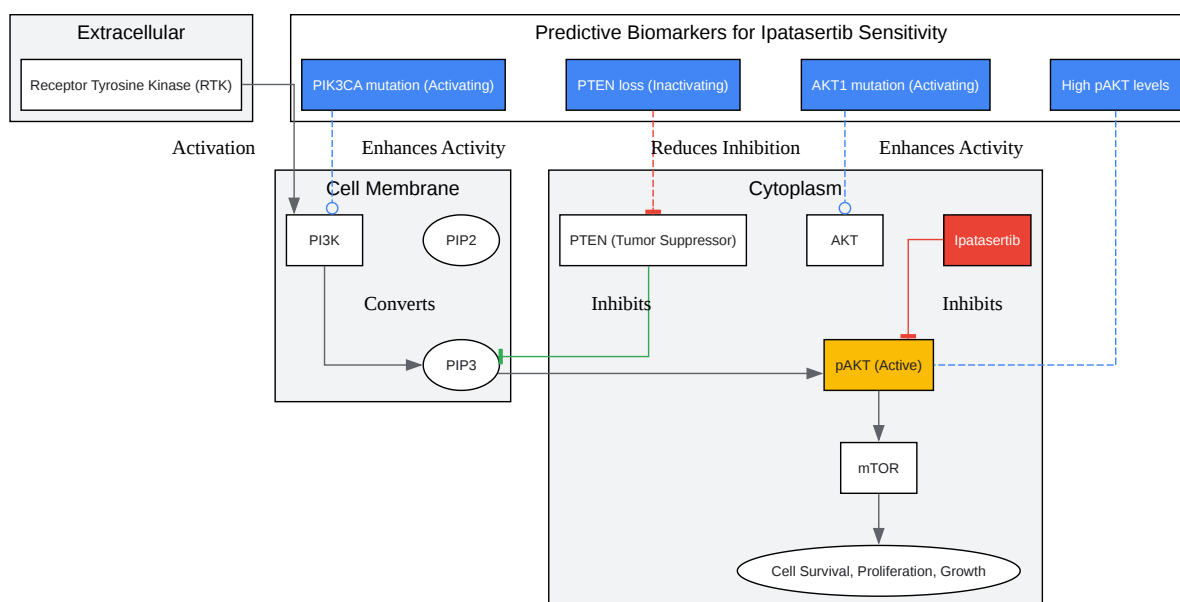 Extracellular
Predictive Biomarkers for Ipatasertib Sensitivity
Receptor Tyrosine Kinase (RTK)
PIK3CA mutation (Activating)
PTEN loss (Inactivating)
AKT1 mutation (Activating)
High pAKT levels
Activation
Enhances Activity
Reduces Inhibition
Enhances Activity
Cell Membrane
Cytoplasm
PI3K
PIP2
PTEN (Tumor Suppressor)
AKT
Ipatasertib
Converts
Inhibits
Inhibits
PIP3
pAKT (Active)
mTOR
Cell Survival, Proliferation, Growth